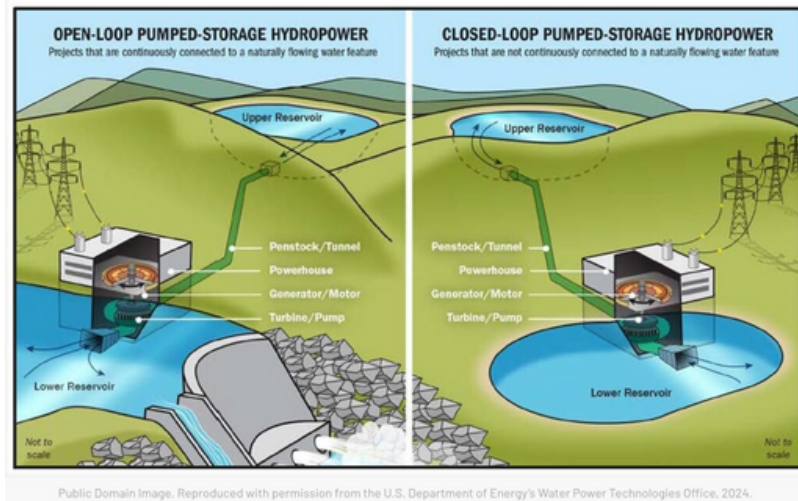 OPEN-LOOP PUMPED-STORAGE HYDROPOWER
Projects that are continuously connected to a naturally flowing water feature
Upper Reservoir
Penstock/Tunnel
Powerhouse
Generator/Motor
Turbine/Pump
Lower Reservoir
Not to
scale
CLOSED-LOOP PUMPED-STORAGE HYDROPOWER
Projects that are not continuously connected to a naturally flowing water feature
Upper Reservoir
Penstock/Tunnel
Powerhouse
Generator/Motor
Turbine/Pump
Lower Reservoir
Not to
scale
Public Domain Image. Reproduced with permission from the U.S. Department of Energy's Water Power Technologies Office, 2024.